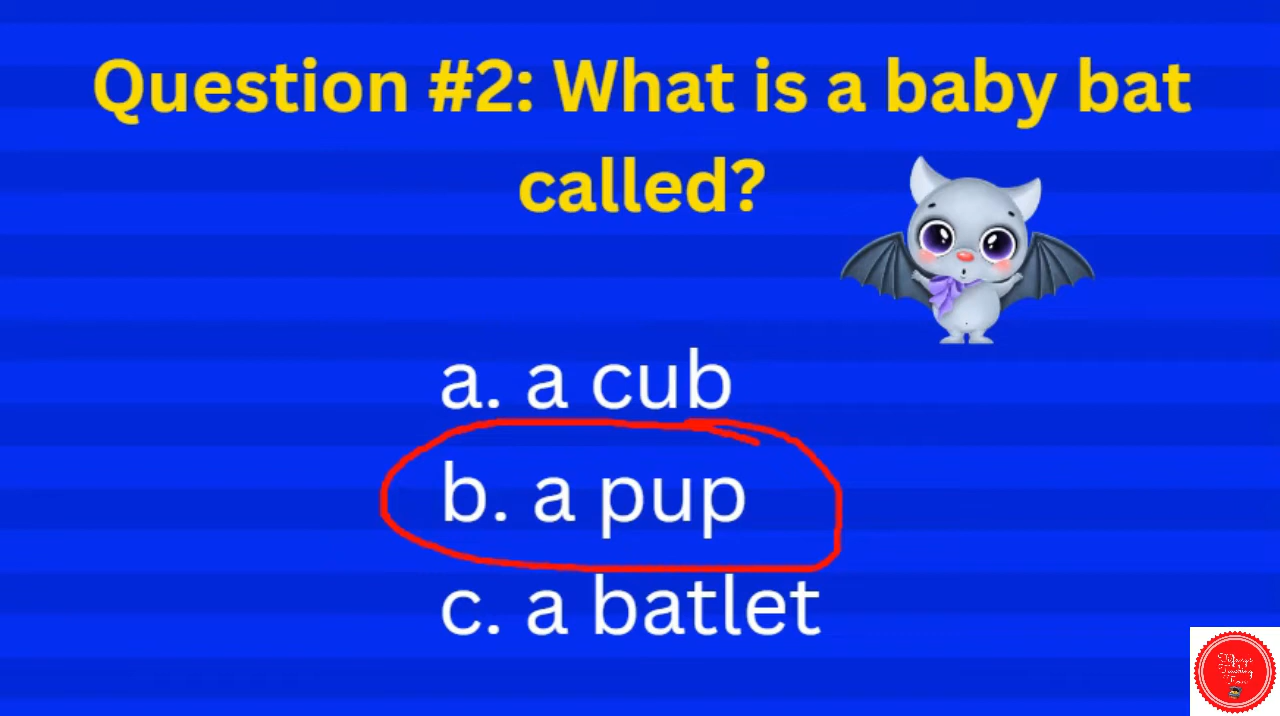 Question #2: What is a baby bat
called?
a. a cub
b. a pup
c. a batlet